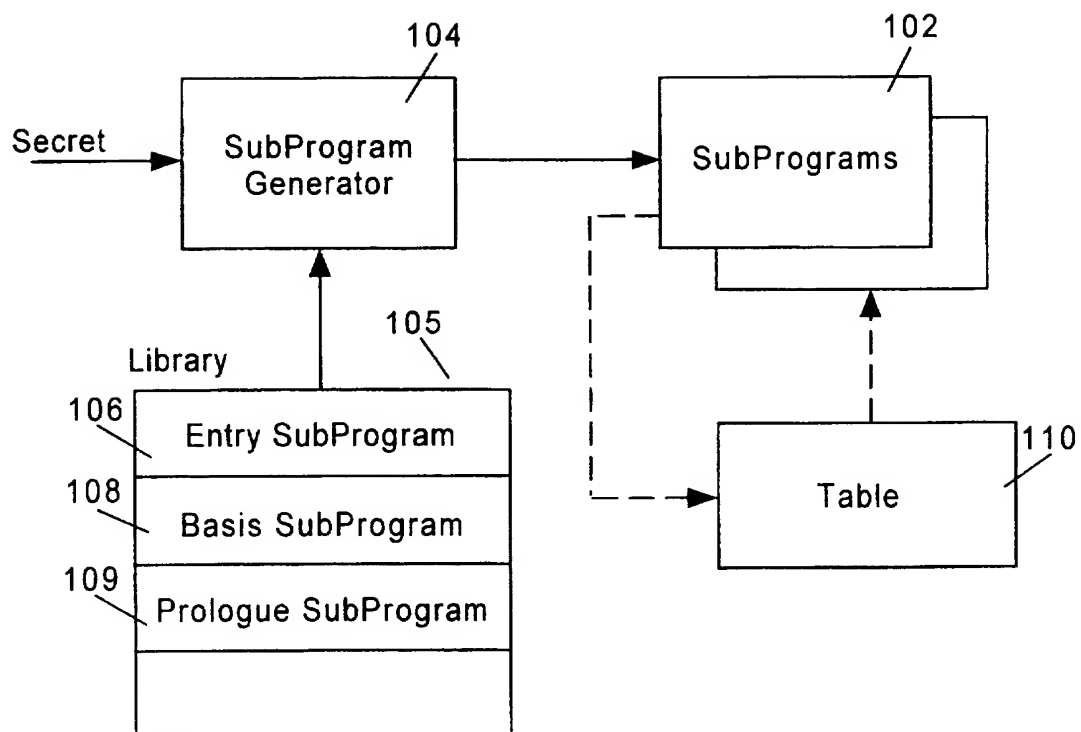 104
102
Secret
SubProgram
Generator
SubPrograms
105
Library
106
Entry SubProgram
110
108
Basis SubProgram
Table
109
Prologue SubProgram